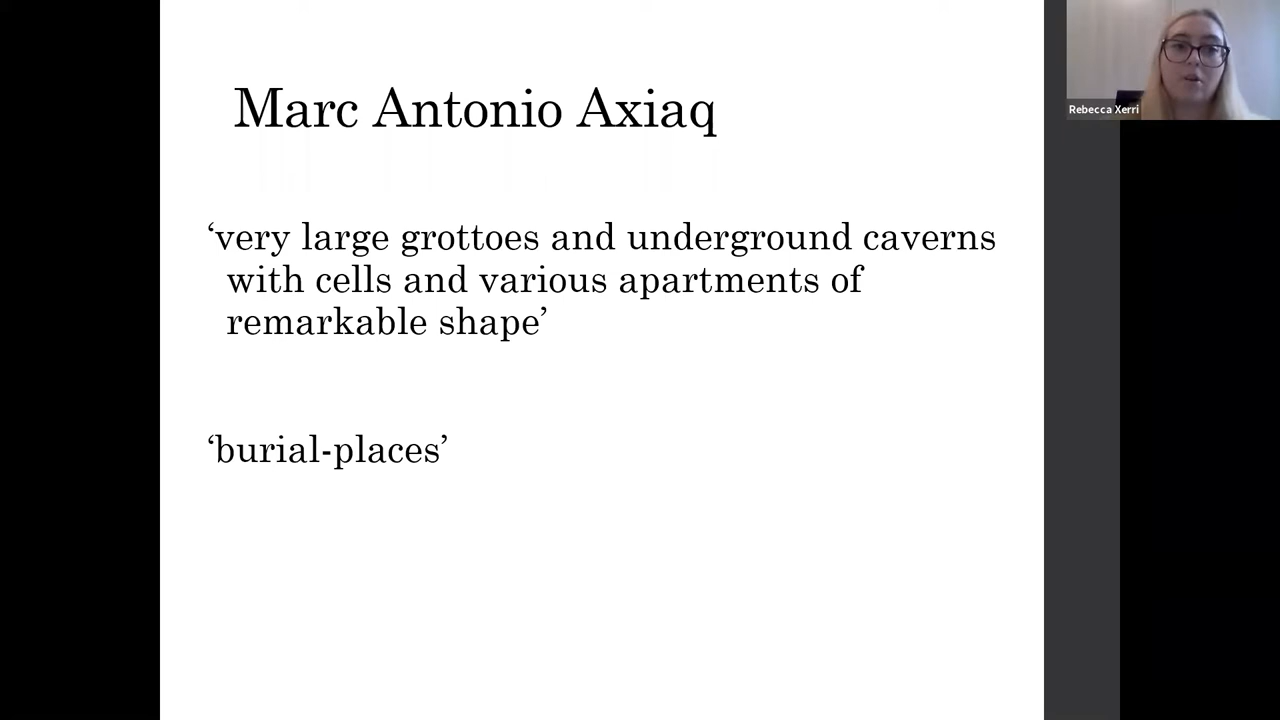 Marc Antonio Axiaq
‘very large grottoes and underground caverns
with cells and various apartments of
remarkable shape’
‘burial-places’
Rebecca Xerri